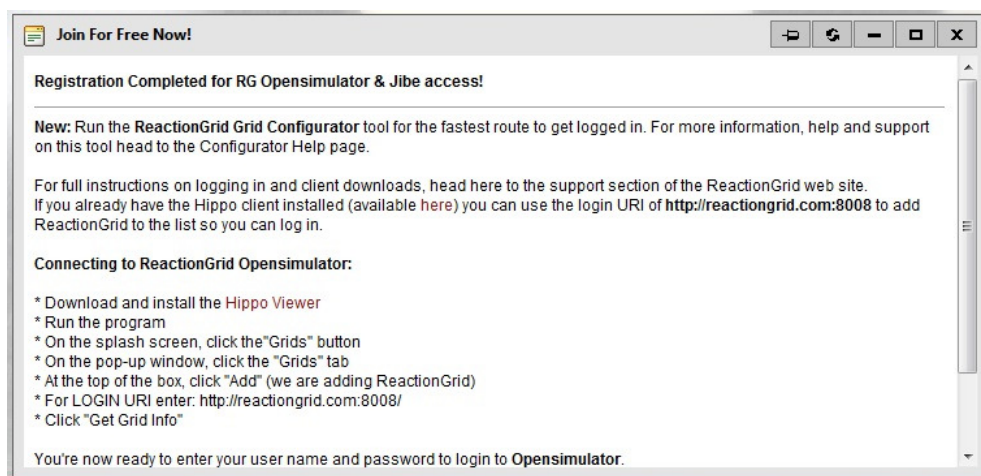 Join For Free Now!
Registration Completed for RG Opensimulator & Jibe access!
New: Run the ReactionGrid Grid Configurator tool for the fastest route to get logged in. For more information, help and support
on this tool head to the Configurator Help page.
For full instructions on logging in and client downloads, head here to the support section of the ReactionGrid web site.
If you already have the Hippo client installed (available here) you can use the login URI of http://reactiongrid.com:8008 to add
ReactionGrid to the list so you can log in.
Connecting to ReactionGrid Opensimulator:
* Download and install the Hippo Viewer
* Run the program
* On the splash screen, click the"Grids" button
* On the pop-up window, click the "Grids" tab
* At the top of the box, click "Add" (we are adding ReactionGrid)
* For LOGIN URI enter: http://reactiongrid.com:8008/
* Click "Get Grid Info"
You're now ready to enter your user name and password to login to Opensimulator.